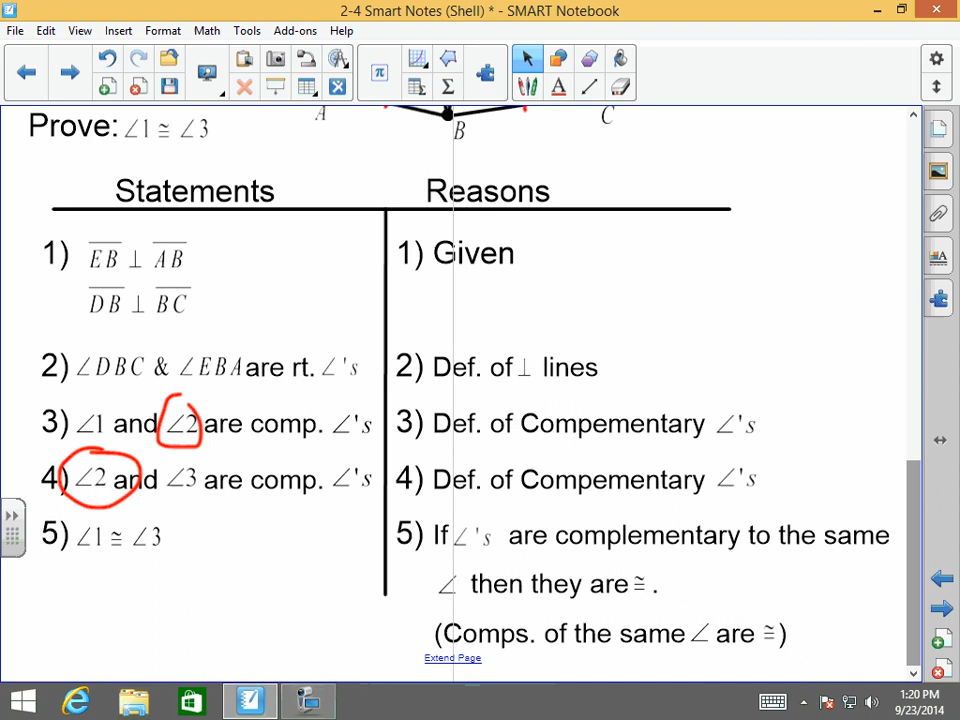 2-4 Smart Notes (Shell) * - SMART Notebook
File Edit View Insert Format Math Tools Add-ons Help
A B C
Prove: ∠1 ≅ ∠3
Statements Reasons
1) EB ⊥ AB 1) Given
DB ⊥ BC
2) ∠DBC & ∠EBA are rt. ∠'s 2) Def. of ⊥ lines
3) ∠1 and ∠2 are comp. ∠'s 3) Def. of Compementary ∠'s
4) ∠2 and ∠3 are comp. ∠'s 4) Def. of Compementary ∠'s
5) ∠1 ≅ ∠3 5) If ∠'s are complementary to the same
∠ then they are ≅ .
(Comps. of the same ∠ are ≅)
Extend Page
1:20 PM
9/23/2014